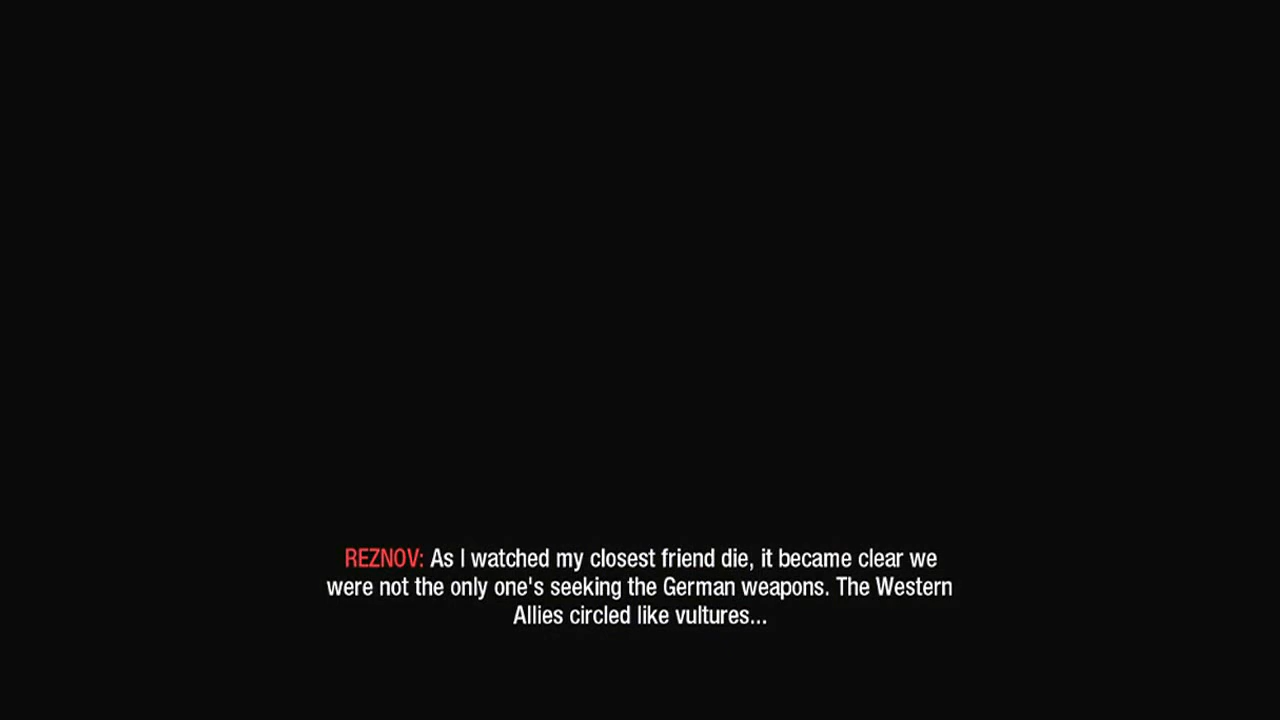 REZNOV: As I watched my closest friend die, it became clear we
were not the only one's seeking the German weapons. The Western
Allies circled like vultures...